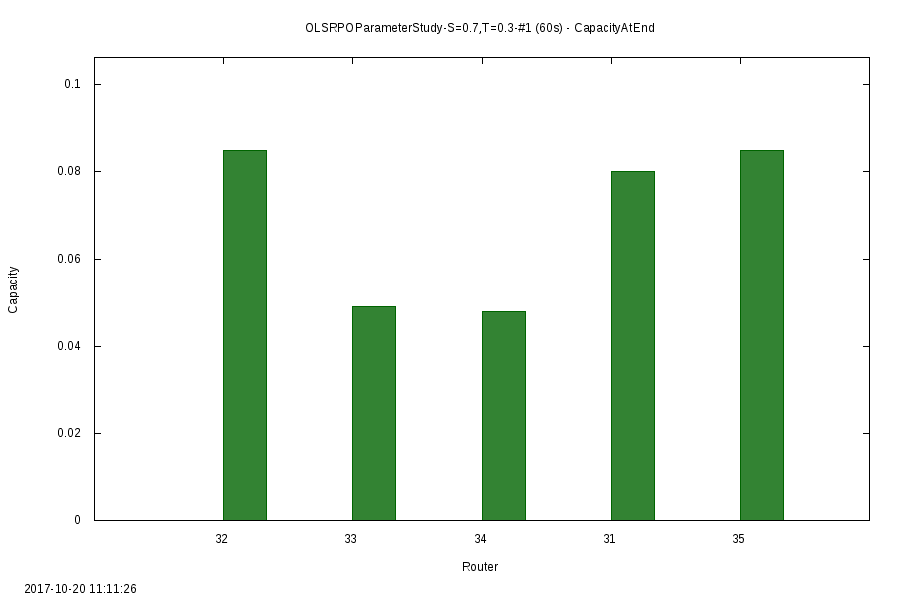 OLSRPOParameterStudy-S=0.7,T=0.3-#1 (60s) - CapacityAtEnd
0.1
0.08
0.06
0.04
0.02
0
Capacity
32 33 34 31 35
Router
2017-10-20 11:11:26